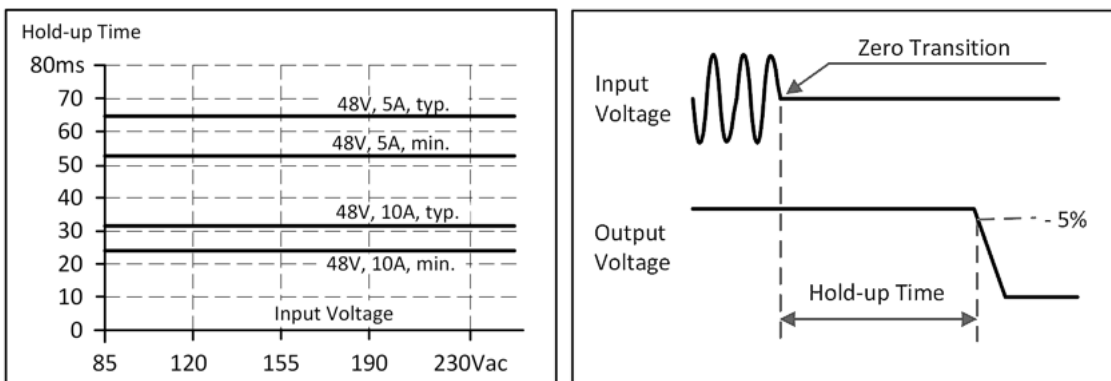 Hold-up Time
80ms
70
60
50
40
30
20
10
0
48V, 5A, typ.
48V, 5A, min.
48V, 10A, typ.
48V, 10A, min.
Input Voltage
85
120
155
190
230Vac
Zero Transition
Input
Voltage
Output
Voltage
- 5%
Hold-up Time